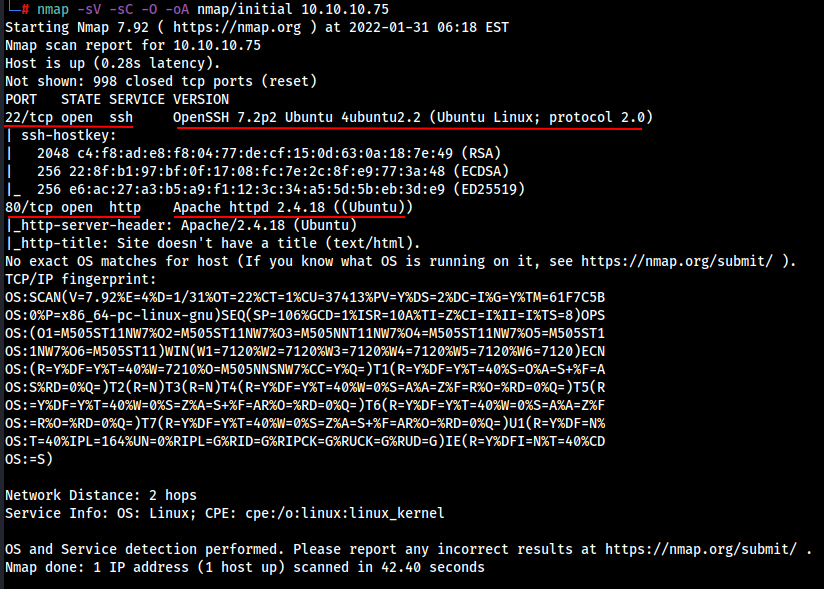 └─# nmap -sV -sC -O -oA nmap/initial 10.10.10.75
Starting Nmap 7.92 ( https://nmap.org ) at 2022-01-31 06:18 EST
Nmap scan report for 10.10.10.75
Host is up (0.28s latency).
Not shown: 998 closed tcp ports (reset)
PORT   STATE SERVICE VERSION
22/tcp open  ssh     OpenSSH 7.2p2 Ubuntu 4ubuntu2.2 (Ubuntu Linux; protocol 2.0)
| ssh-hostkey:
|   2048 c4:f8:ad:e8:f8:04:77:de:cf:15:0d:63:0a:18:7e:49 (RSA)
|   256 22:8f:b1:97:bf:0f:17:08:fc:7e:2c:8f:e9:77:3a:48 (ECDSA)
|_  256 e6:ac:27:a3:b5:a9:f1:12:3c:34:a5:5d:5b:eb:3d:e9 (ED25519)
80/tcp open  http    Apache httpd 2.4.18 ((Ubuntu))
|_http-server-header: Apache/2.4.18 (Ubuntu)
|_http-title: Site doesn't have a title (text/html).
No exact OS matches for host (If you know what OS is running on it, see https://nmap.org/submit/ ).
TCP/IP fingerprint:
OS:SCAN(V=7.92%E=4%D=1/31%OT=22%CT=1%CU=37413%PV=Y%DS=2%DC=I%G=Y%TM=61F7C5B
OS:0%P=x86_64-pc-linux-gnu)SEQ(SP=106%GCD=1%ISR=10A%TI=Z%CI=I%II=I%TS=8)OPS
OS:(O1=M505ST11NW7%O2=M505ST11NW7%O3=M505NNT11NW7%O4=M505ST11NW7%O5=M505ST1
OS:1NW7%O6=M505ST11)WIN(W1=7120%W2=7120%W3=7120%W4=7120%W5=7120%W6=7120)ECN
OS:(R=Y%DF=Y%T=40%W=7210%O=M505NNSNW7%CC=Y%Q=)T1(R=Y%DF=Y%T=40%S=O%A=S+%F=A
OS:S%RD=0%Q=)T2(R=N)T3(R=N)T4(R=Y%DF=Y%T=40%W=0%S=A%A=Z%F=R%O=%RD=0%Q=)T5(R
OS:=Y%DF=Y%T=40%W=0%S=Z%A=S+%F=AR%O=%RD=0%Q=)T6(R=Y%DF=Y%T=40%W=0%S=A%A=Z%F
OS:=R%O=%RD=0%Q=)T7(R=Y%DF=Y%T=40%W=0%S=Z%A=S+%F=AR%O=%RD=0%Q=)U1(R=Y%DF=N%
OS:T=40%IPL=164%UN=0%RIPL=G%RID=G%RIPCK=G%RUCK=G%RUD=G)IE(R=Y%DFI=N%T=40%CD
OS:=S)
Network Distance: 2 hops
Service Info: OS: Linux; CPE: cpe:/o:linux:linux_kernel
OS and Service detection performed. Please report any incorrect results at https://nmap.org/submit/ .
Nmap done: 1 IP address (1 host up) scanned in 42.40 seconds